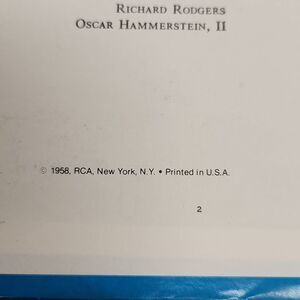 Richard Rodgers
Oscar Hammerstein, II
© 1958, RCA, New York, N.Y. • Printed in U.S.A.
2